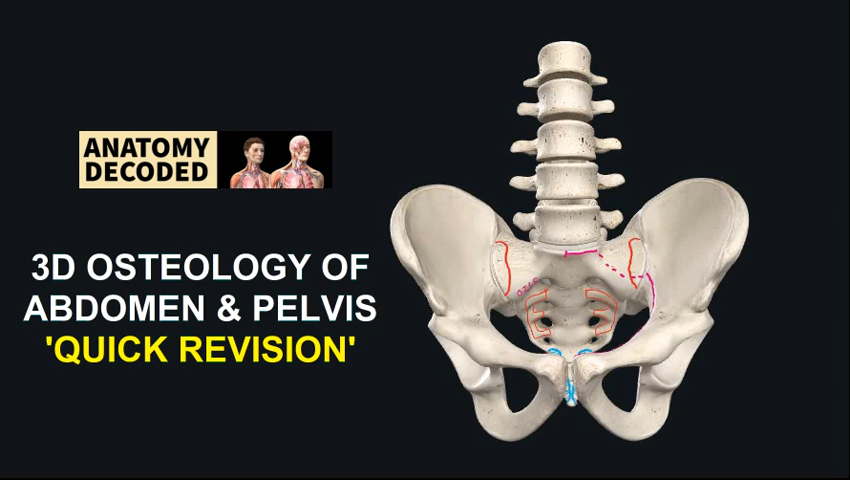 ANATOMY
DECODED
3D OSTEOLOGY OF
ABDOMEN & PELVIS
'QUICK REVISION'